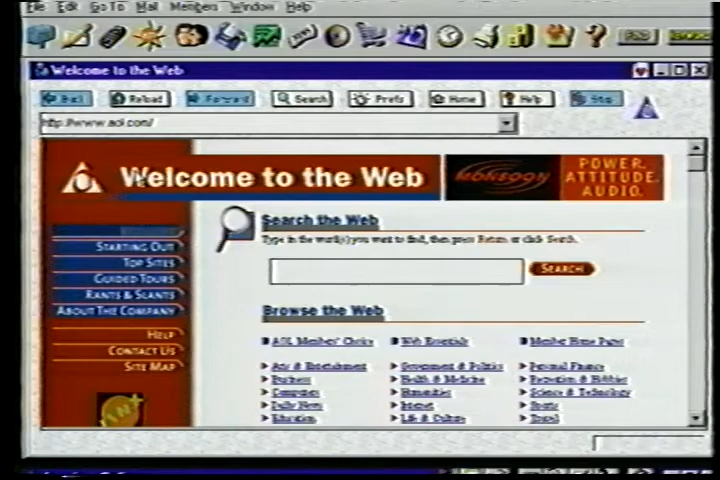 File Edit Go To Mail Members Window Help
Welcome to the Web
Back Reload Forward Search Prefs Home Help Stop
http://www.aol.com/
Welcome to the Web
MONSOON
POWER.
ATTITUDE.
AUDIO.
Search the Web
Type in the word(s) you want to find, then press Return or click Search.
SEARCH
STARTING OUT
TOP SITES
GUIDED TOURS
RANTS & SLANTS
ABOUT THE COMPANY
HELP
CONTACT US
SITE MAP
Browse the Web
AOL Members' Choice Web Essentials Member Home Pages
Arts & Entertainment Government & Politics Personal Finance
Business Health & Medicine Recreation & Hobbies
Computers Humanities Science & Technology
Daily News Internet Sports
Education Life & Culture Travel